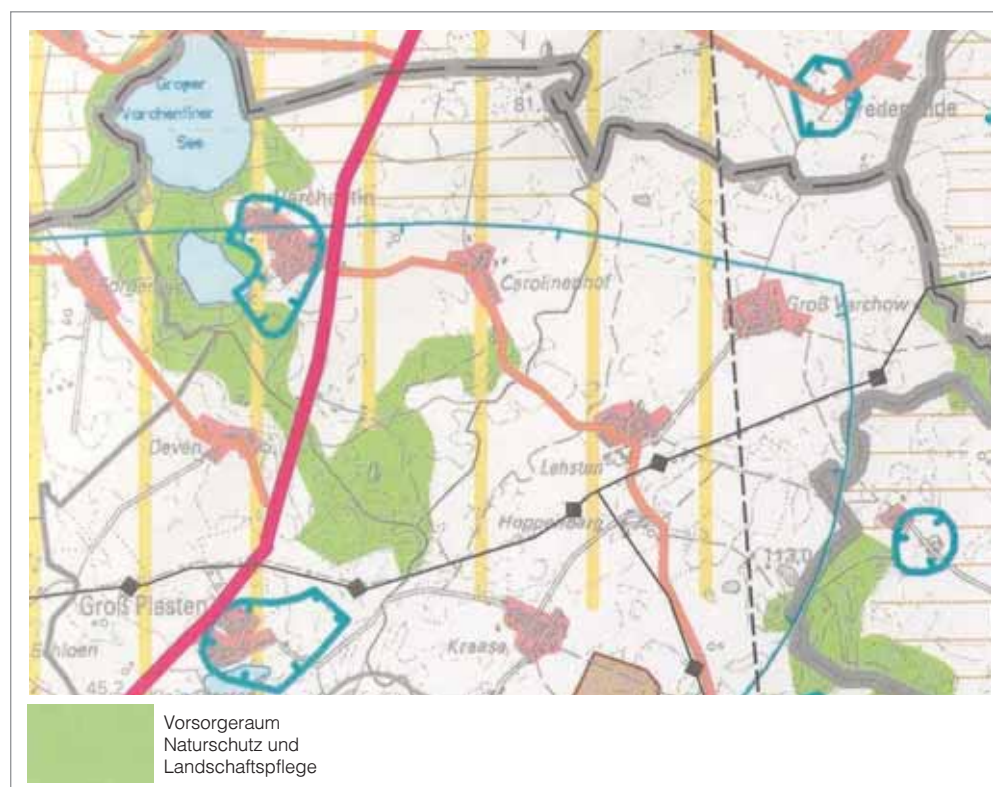 Großer
Varchentiner
See
81.
Varchentin
Carolinenhof
Groß Varchow
Deven
Lehsten
Hoppenbarg
113,0
Groß Plasten
Schloen
Kraase
45.2
Vorsorgeraum
Naturschutz und
Landschaftspflege